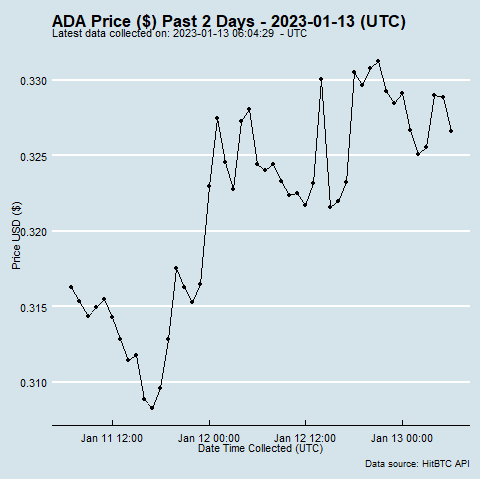 ADA Price ($) Past 2 Days - 2023-01-13 (UTC)
Latest data collected on: 2023-01-13 06:04:29 - UTC
0.330
0.325
0.320
0.315
0.310
Price USD ($)
Jan 11 12:00 Jan 12 00:00 Jan 12 12:00 Jan 13 00:00
Date Time Collected (UTC)
Data source: HitBTC API